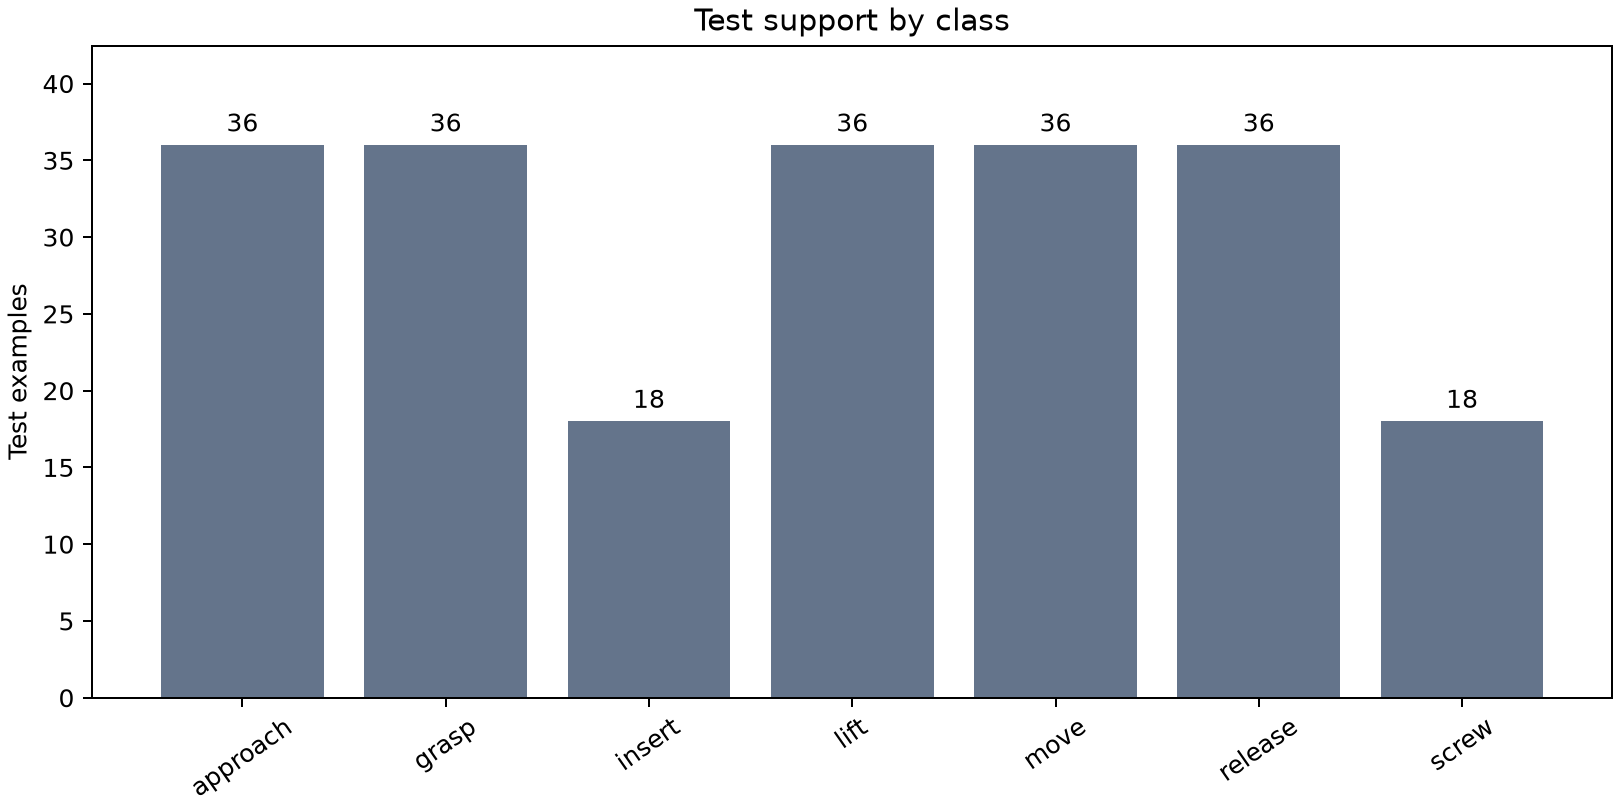 Test support by class
Test examples
40
35
30
25
20
15
10
5
0
36
36
18
36
36
36
18
approach
grasp
insert
lift
move
release
screw